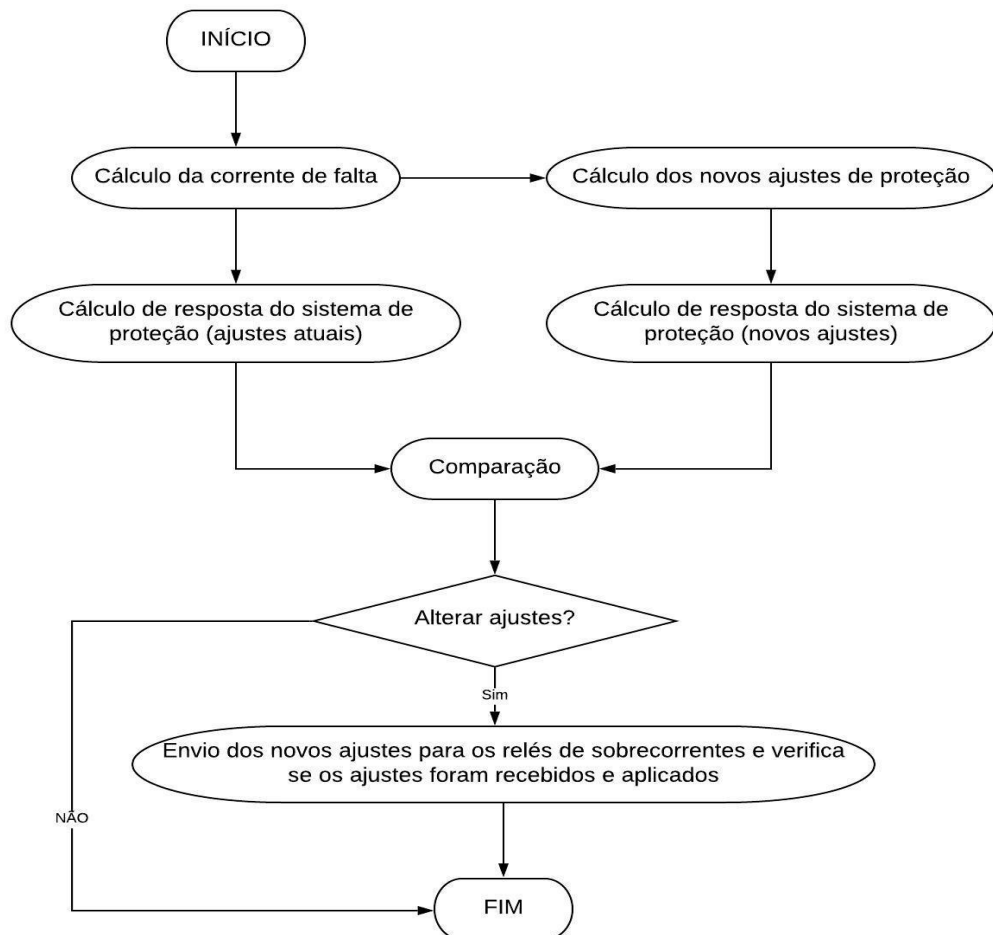 INÍCIO
Cálculo da corrente de falta
Cálculo dos novos ajustes de proteção
Cálculo de resposta do sistema de
proteção (ajustes atuais)
Cálculo de resposta do sistema de
proteção (novos ajustes)
Comparação
Alterar ajustes?
Sim
Envio dos novos ajustes para os relés de sobrecorrentes e verifica
se os ajustes foram recebidos e aplicados
NÃO
FIM